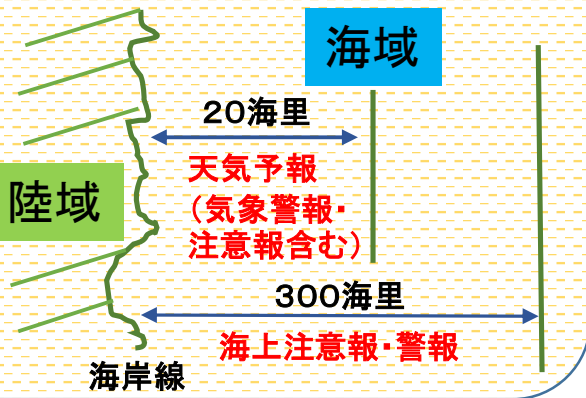 海域
20海里
天気予報
(気象警報・
注意報含む)
陸域
300海里
海上注意報・警報
海岸線